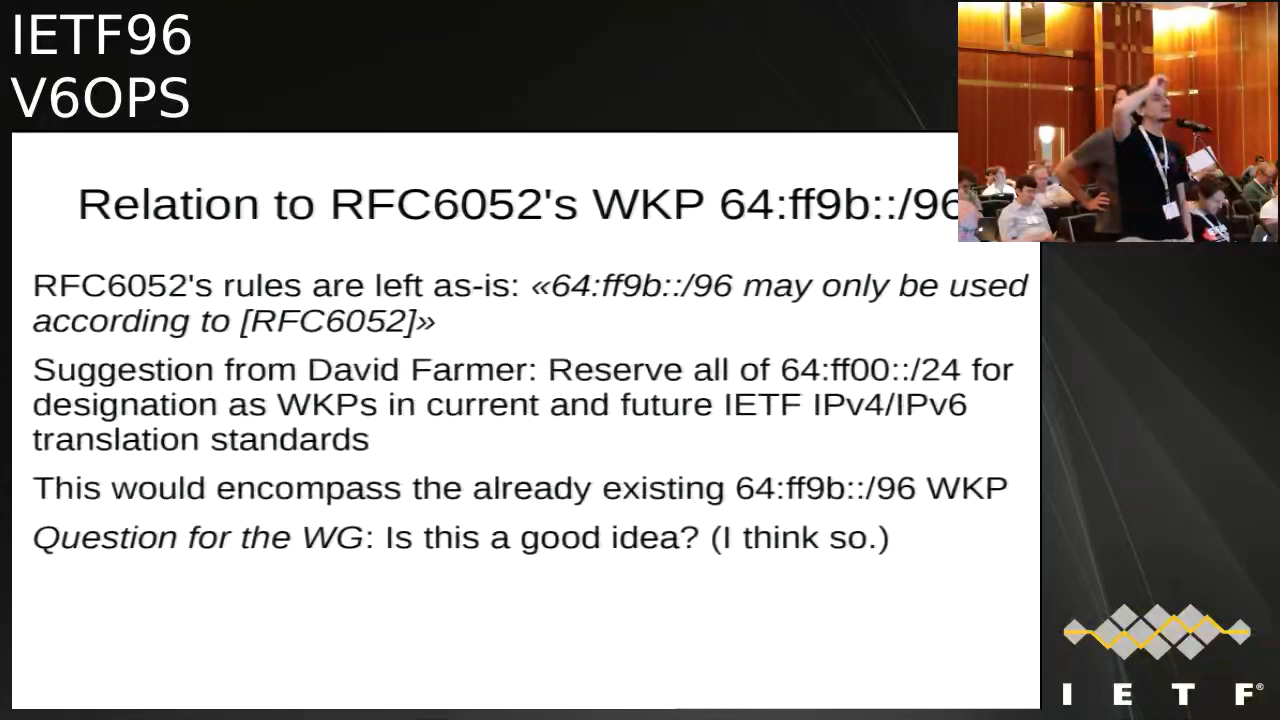 IETF96
V6OPS
Relation to RFC6052's WKP 64:ff9b::/96
RFC6052's rules are left as-is: «64:ff9b::/96 may only be used
according to [RFC6052]»
Suggestion from David Farmer: Reserve all of 64:ff00::/24 for
designation as WKPs in current and future IETF IPv4/IPv6
translation standards
This would encompass the already existing 64:ff9b::/96 WKP
Question for the WG: Is this a good idea? (I think so.)
I E T F®